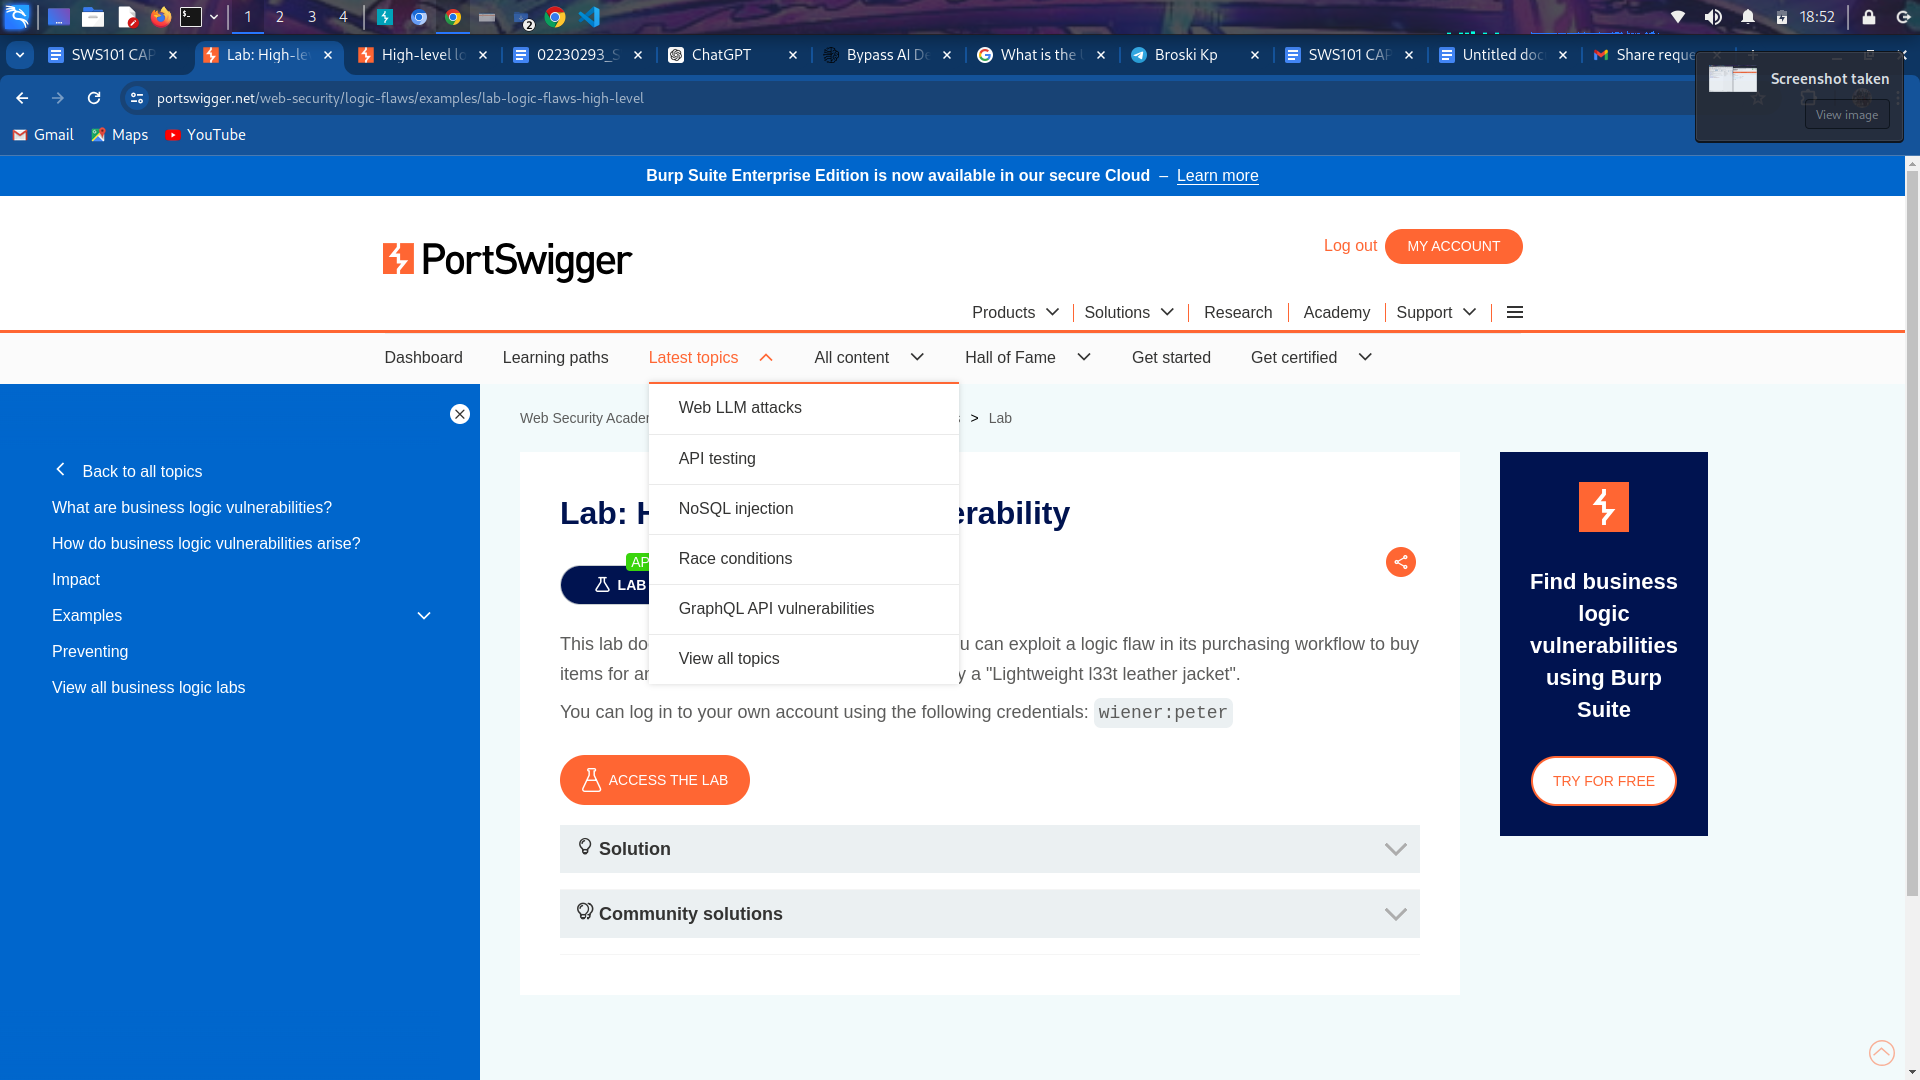 1 2 3 4 2 18:52
SWS101 CAP Lab: High-le High-level lo 02230293_S ChatGPT Bypass AI De What is the Broski Kp SWS101 CAP Untitled doc Share reque
portswigger.net/web-security/logic-flaws/examples/lab-logic-flaws-high-level
Screenshot taken
View image
Gmail Maps YouTube
Burp Suite Enterprise Edition is now available in our secure Cloud – Learn more
PortSwigger
Log out MY ACCOUNT
Products Solutions Research Academy Support
Dashboard Learning paths Latest topics All content Hall of Fame Get started Get certified
Web LLM attacks
API testing
NoSQL injection
Race conditions
GraphQL API vulnerabilities
View all topics
Back to all topics
What are business logic vulnerabilities?
How do business logic vulnerabilities arise?
Impact
Examples
Preventing
View all business logic labs
Web Security Acade > Lab
Lab: H erability
AP
LAB
This lab do u can exploit a logic flaw in its purchasing workflow to buy
items for a y a "Lightweight l33t leather jacket".
You can log in to your own account using the following credentials: wiener:peter
ACCESS THE LAB
Solution
Community solutions
Find business
logic
vulnerabilities
using Burp
Suite
TRY FOR FREE